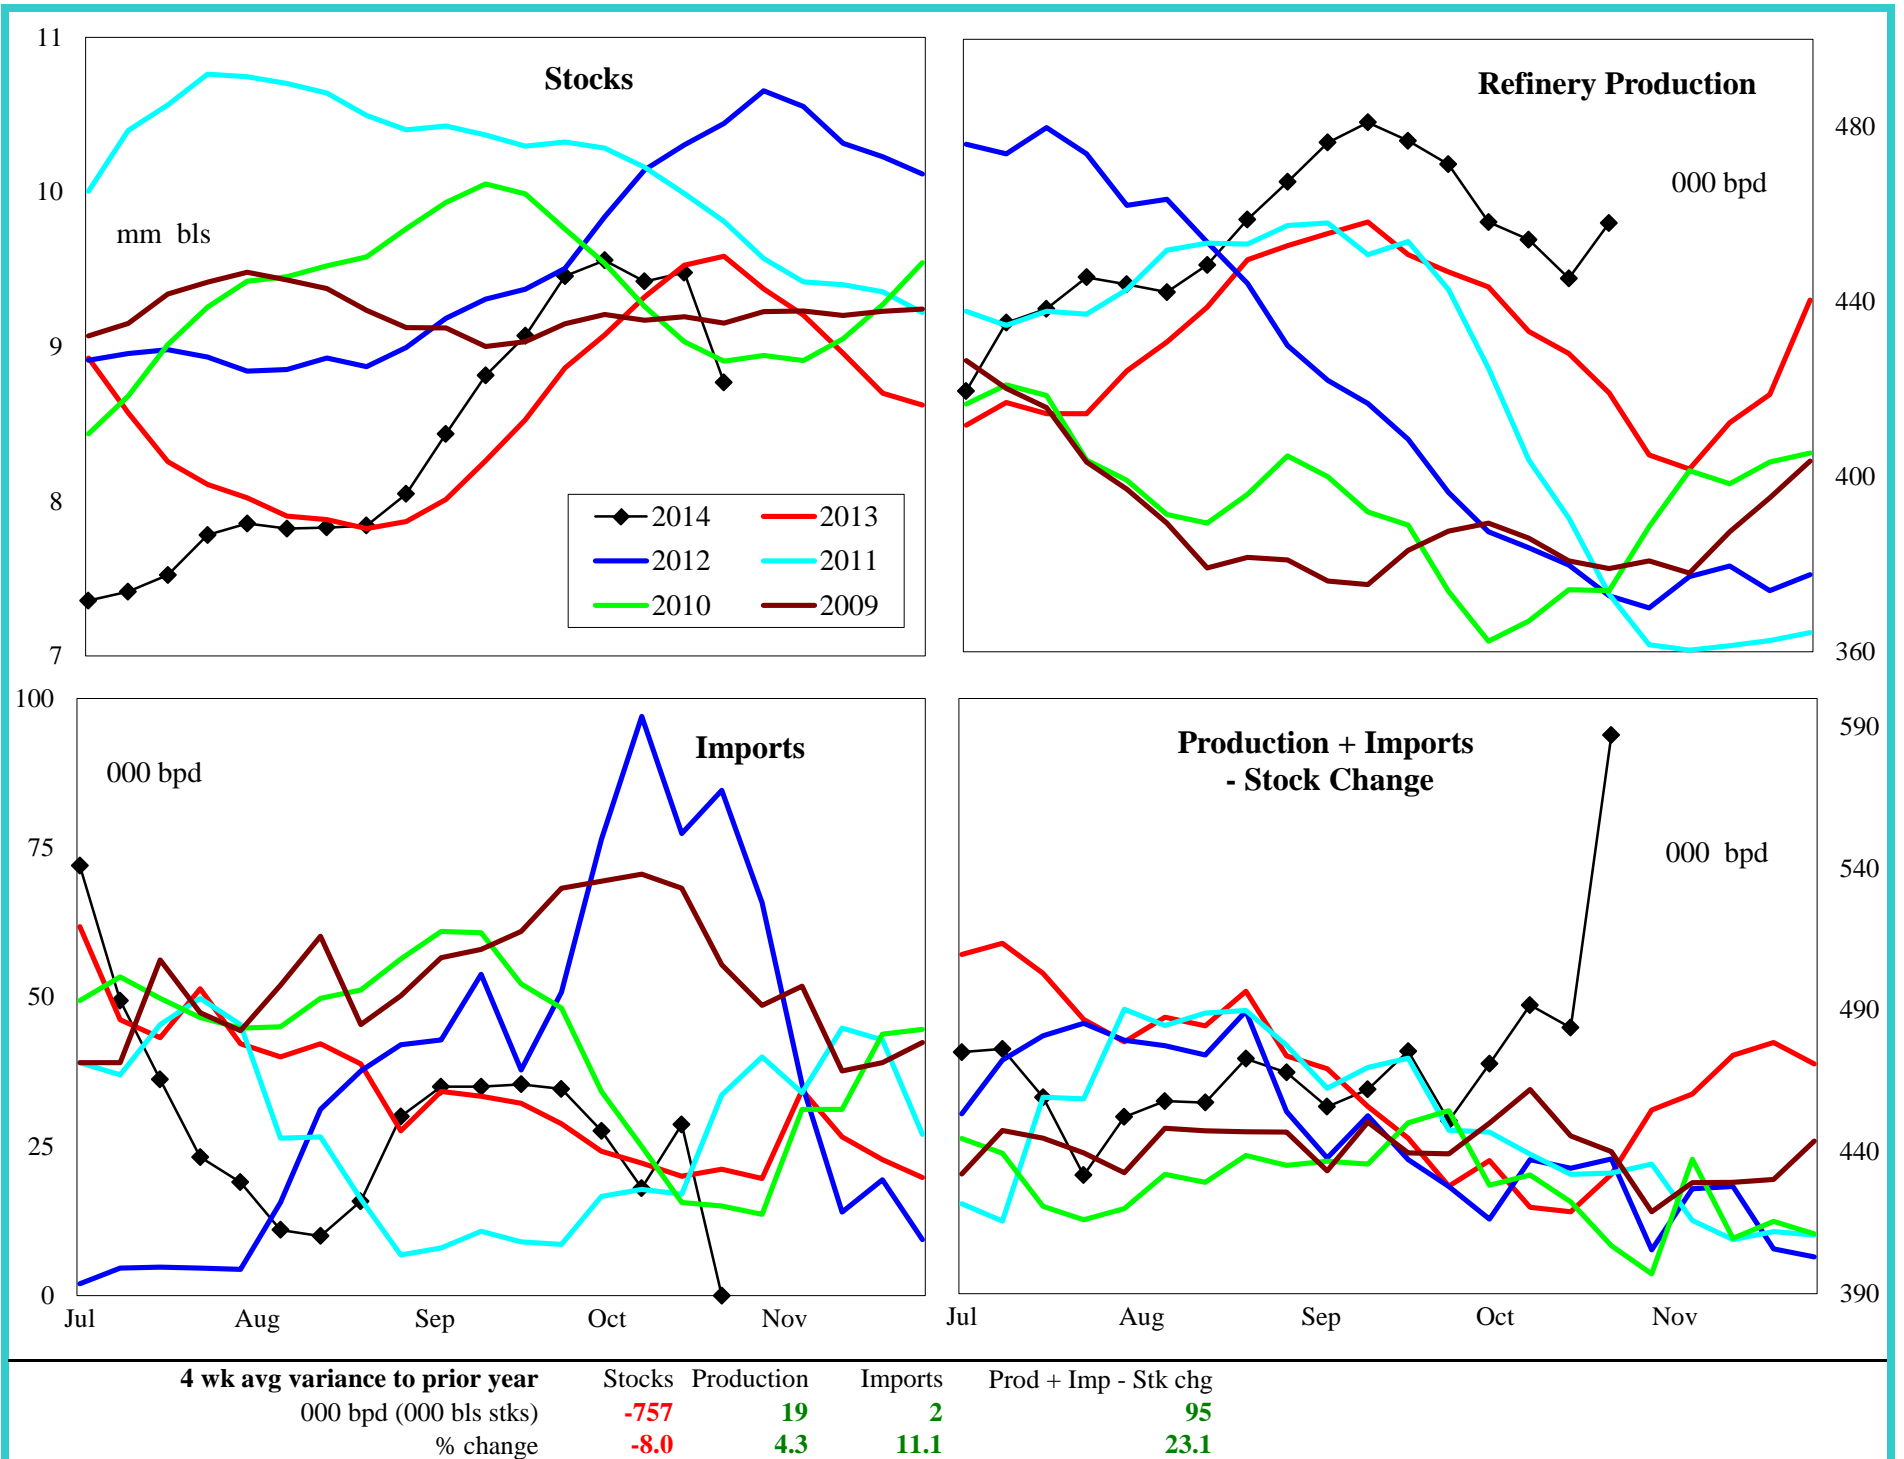 11
10
9
8
7
Stocks
mm bls
2014 2013
2012 2011
2010 2009
Refinery Production
000 bpd
480
440
400
360
100
75
50
25
0
Imports
000 bpd
Jul Aug Sep Oct Nov
Production + Imports
- Stock Change
000 bpd
590
540
490
440
390
Jul Aug Sep Oct Nov
4 wk avg variance to prior year Stocks Production Imports Prod + Imp - Stk chg
000 bpd (000 bls stks) -757 19 2 95
% change -8.0 4.3 11.1 23.1